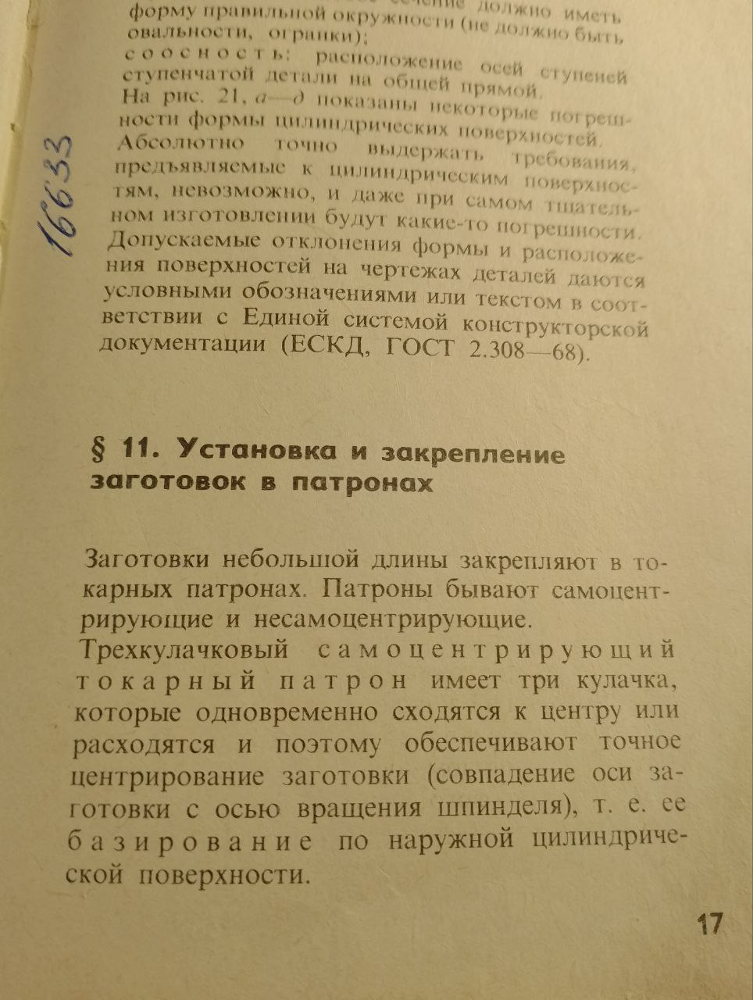 сечение должно иметь
форму правильной окружности (не должно быть
овальности, огранки);
соосность: расположение осей ступеней
ступенчатой детали на общей прямой.
На рис. 21, а—д показаны некоторые погреш-
ности формы цилиндрических поверхностей.
Абсолютно точно выдержать требования,
предъявляемые к цилиндрическим поверхнос-
тям, невозможно, и даже при самом тщатель-
ном изготовлении будут какие-то погрешности.
Допускаемые отклонения формы и расположе-
ния поверхностей на чертежах деталей даются
условными обозначениями или текстом в соот-
ветствии с Единой системой конструкторской
документации (ЕСКД, ГОСТ 2.308—68).
16633
§ 11. Установка и закрепление
заготовок в патронах
Заготовки небольшой длины закрепляют в то-
карных патронах. Патроны бывают самоцент-
рирующие и несамоцентрирующие.
Трехкулачковый самоцентрирующий
токарный патрон имеет три кулачка,
которые одновременно сходятся к центру или
расходятся и поэтому обеспечивают точное
центрирование заготовки (совпадение оси за-
готовки с осью вращения шпинделя), т. е. ее
базирование по наружной цилиндриче-
ской поверхности.
17